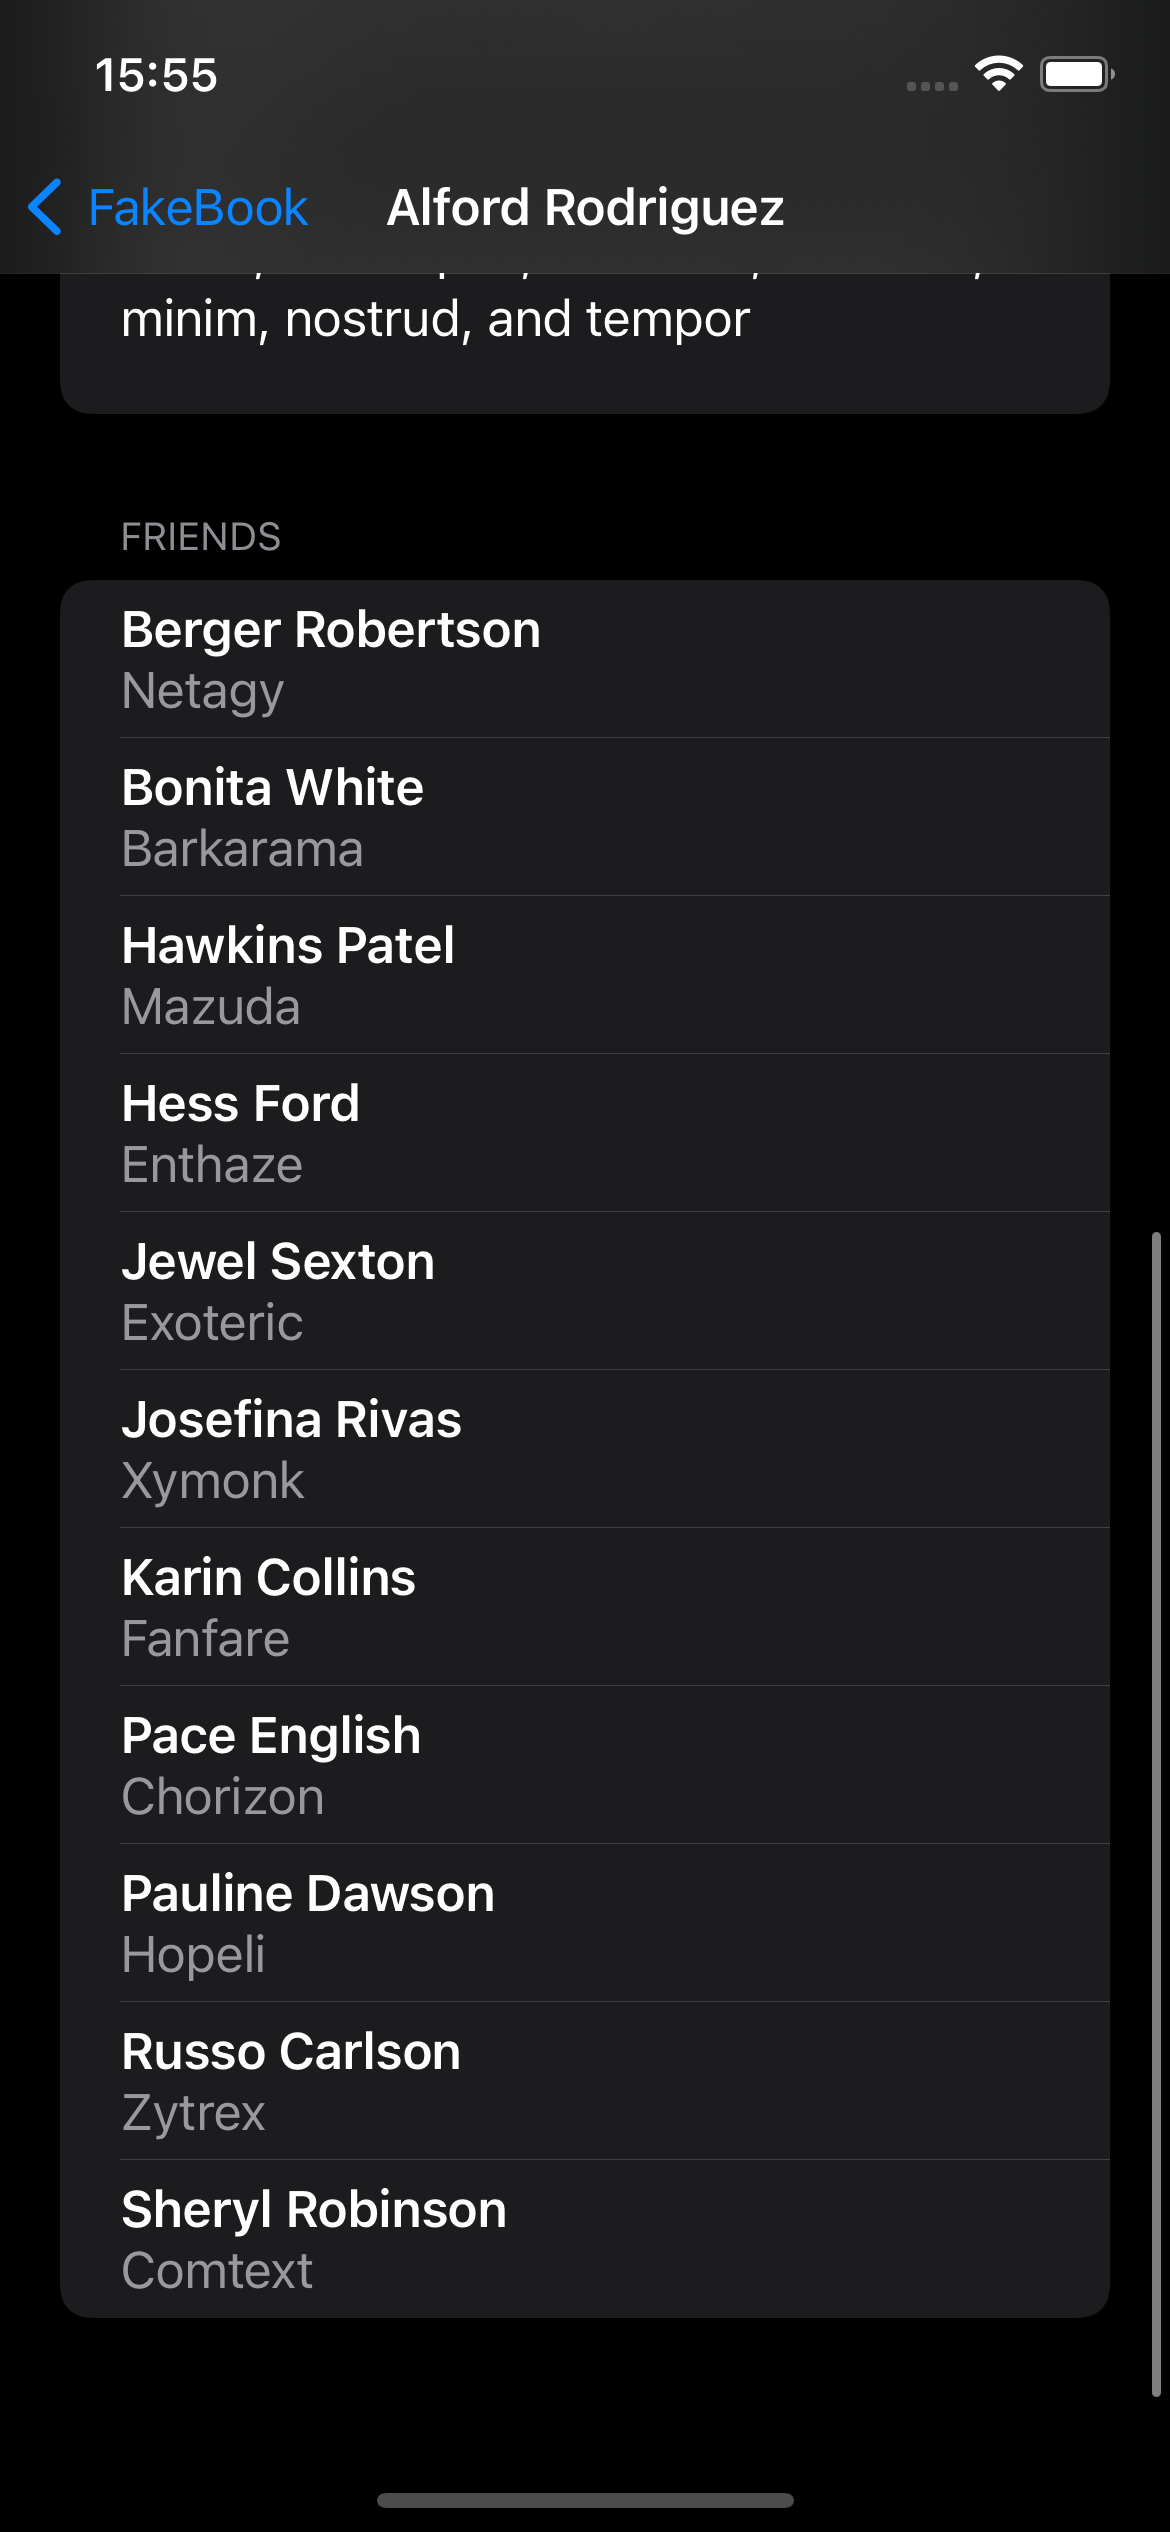 15:55
FakeBook
Alford Rodriguez
minim, nostrud, and tempor
FRIENDS
Berger Robertson
Netagy
Bonita White
Barkarama
Hawkins Patel
Mazuda
Hess Ford
Enthaze
Jewel Sexton
Exoteric
Josefina Rivas
Xymonk
Karin Collins
Fanfare
Pace English
Chorizon
Pauline Dawson
Hopeli
Russo Carlson
Zytrex
Sheryl Robinson
Comtext